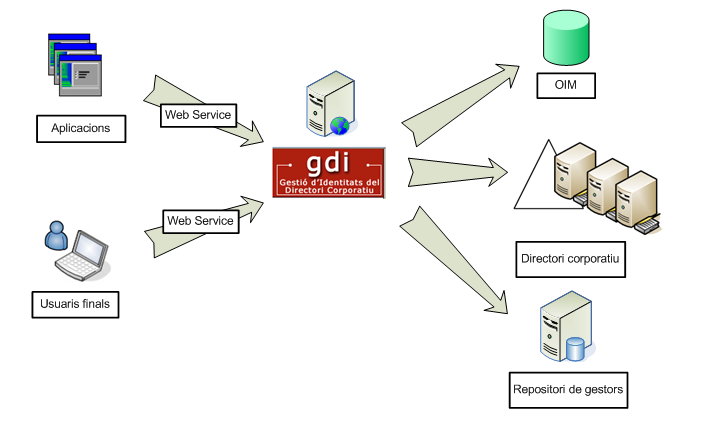 Aplicacions
Web Service
Usuaris finals
Web Service
gdi
Gestió d'Identitats del
Directori Corporatiu
OIM
Directori corporatiu
Repositori de gestors